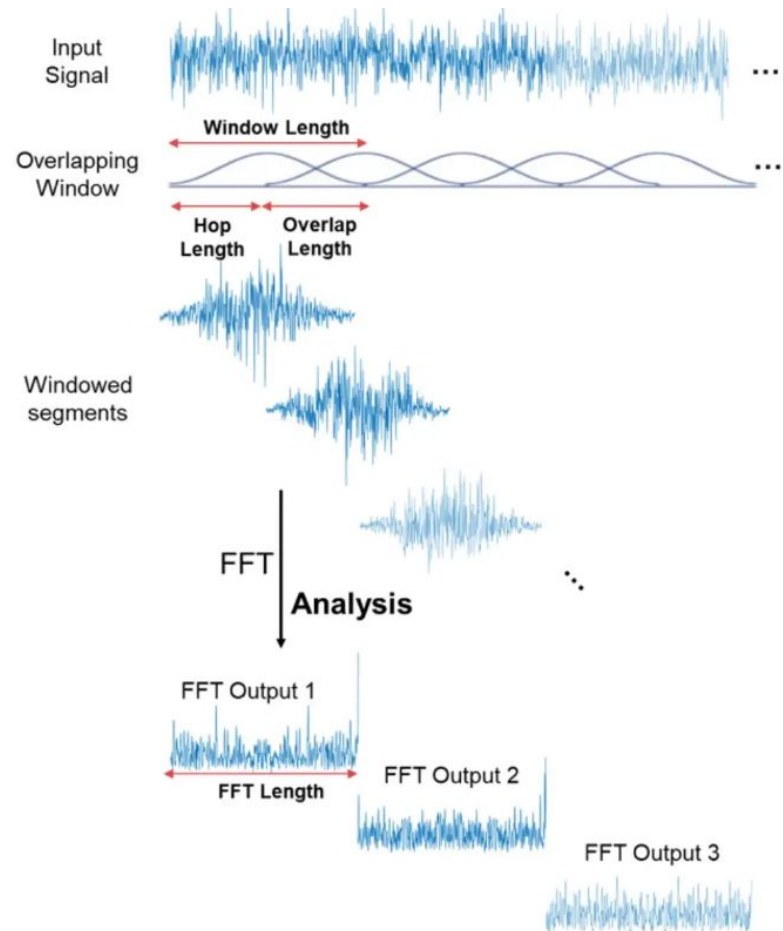 Input
Signal
...
Window Length
Overlapping
Window
...
Hop
Length
Overlap
Length
Windowed
segments
FFT
Analysis
...
FFT Output 1
FFT Length
FFT Output 2
FFT Output 3